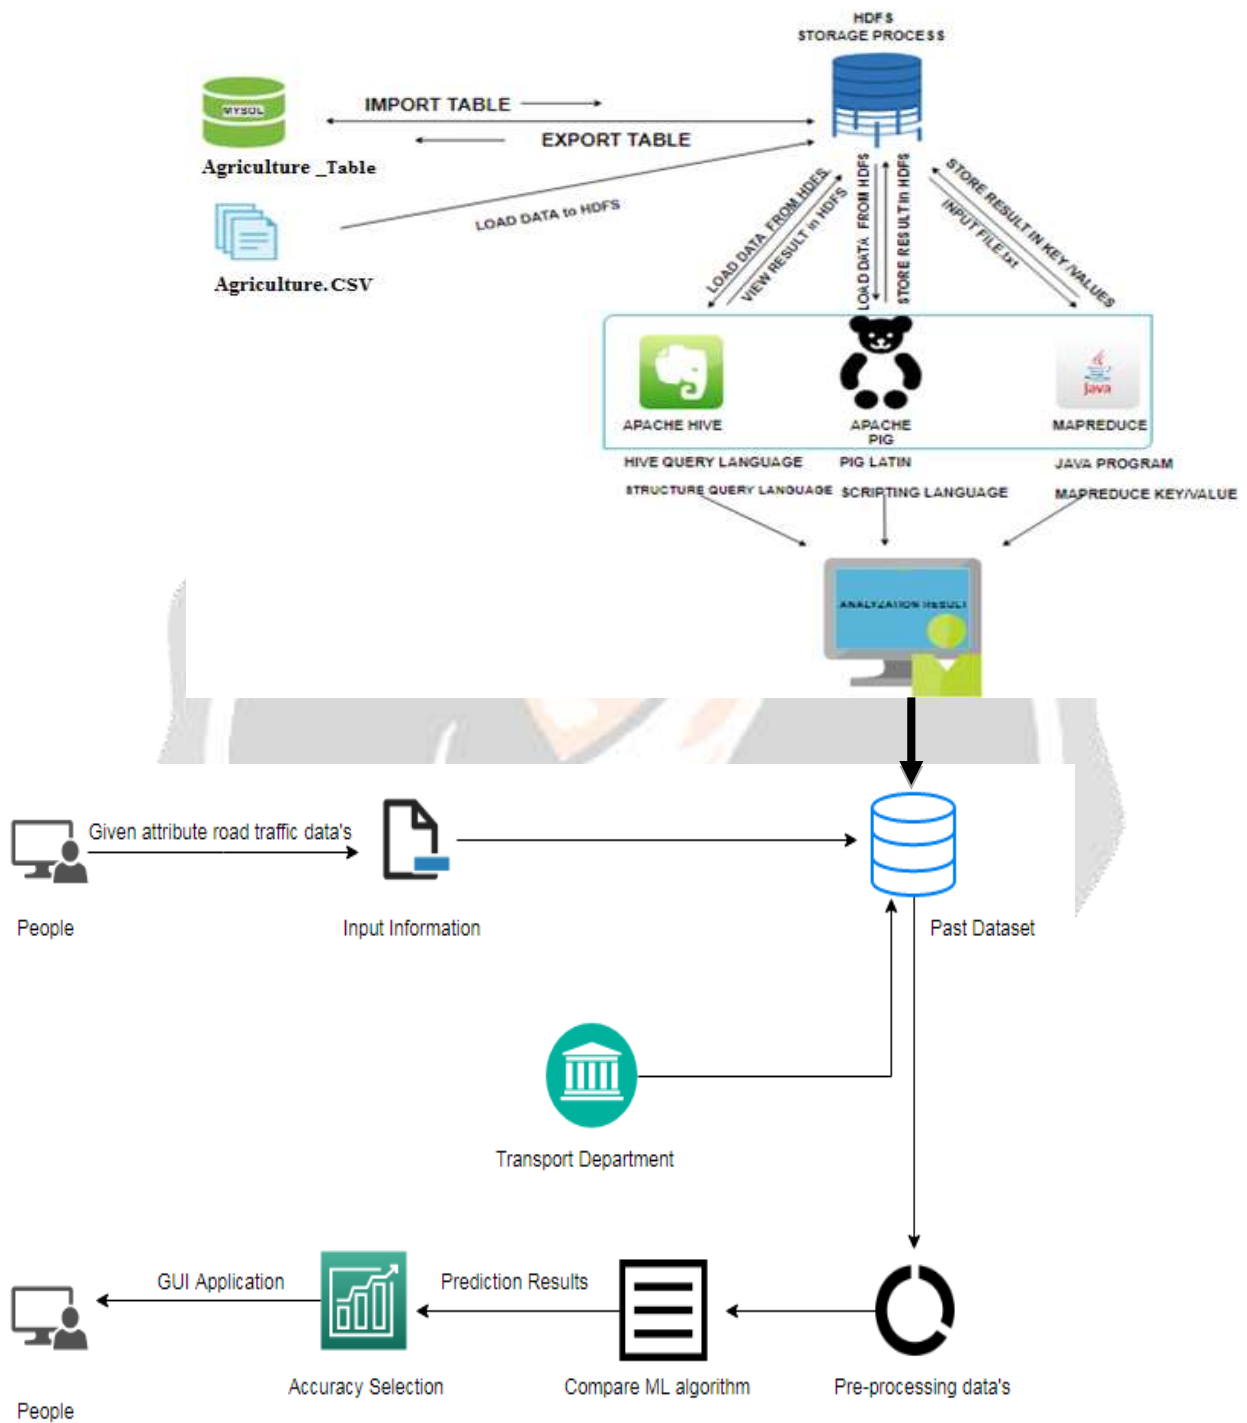 HDFS
STORAGE PROCESS
MYSQL
IMPORT TABLE
EXPORT TABLE
Agriculture _Table
LOAD DATA to HDFS
Agriculture.CSV
LOAD DATA FROM HDFS
VIEW RESULT in HDFS
LOAD DATA FROM HDFS
STORE RESULT In HDFS
STORE RESULT IN KEY /VALUES
INPUT FILE.txt
Java
APACHE HIVE
APACHE
PIG
MAPREDUCE
HIVE QUERY LANGUAGE
PIG LATIN
JAVA PROGRAM
STRUCTURE QUERY LANGUAGE
SCRIPTING LANGUAGE
MAPREDUCE KEY/VALUE
ANALYZATION RESULT
Given attribute road traffic data's
People
Input Information
Past Dataset
Transport Department
GUI Application
Prediction Results
Accuracy Selection
Compare ML algorithm
Pre-processing data's
People